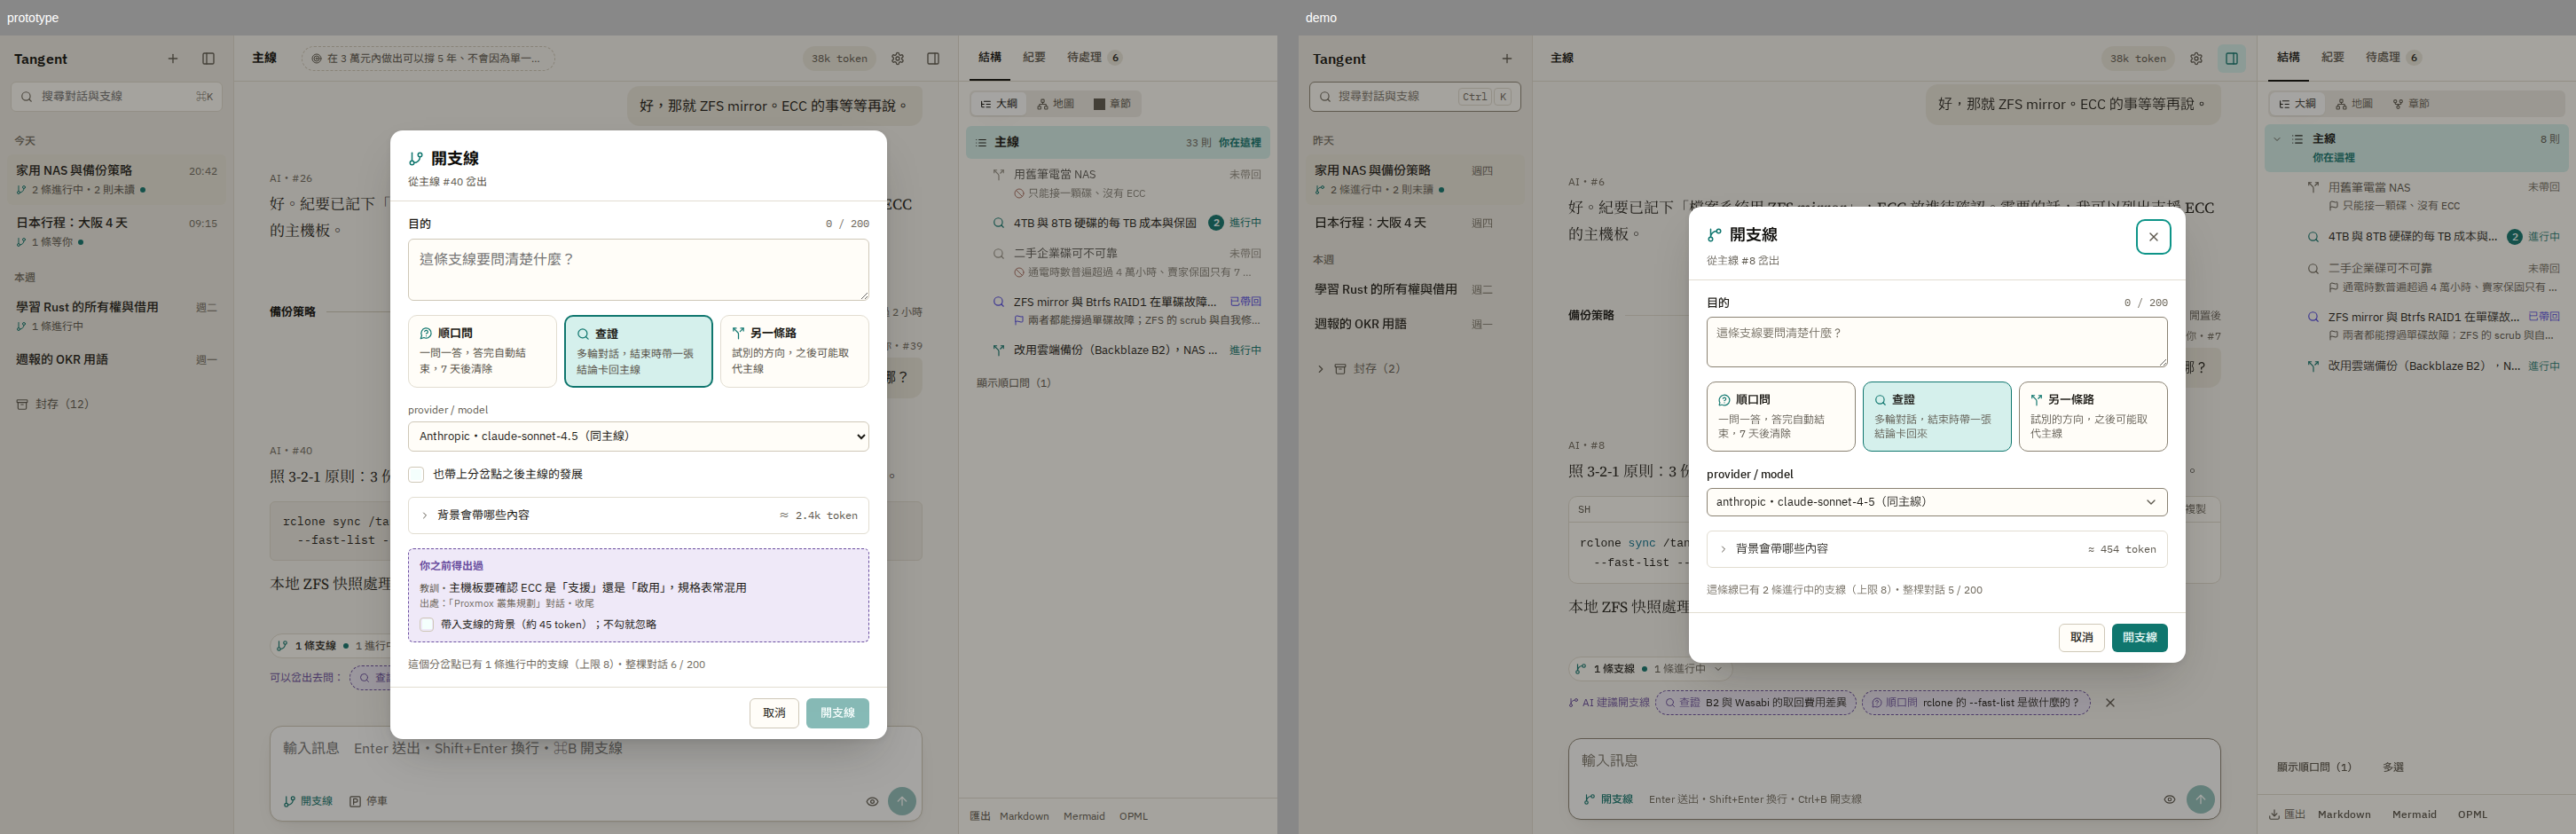 prototype
Tangent
搜尋對話與支線 ⌘K
今天
家用 NAS 與備份策略 20:42
2 條進行中・2 則未讀
日本行程：大阪 4 天 09:15
1 條等你
本週
學習 Rust 的所有權與借用 週二
1 條進行中
週報的 OKR 用語 週一
封存（12）
主線 在 3 萬元內做出可以撐 5 年、不會因為單一… 38k token
好，那就 ZFS mirror。ECC 的事等等再說。
AI・#26
好。紀要已記下「
ECC
的主機板。
備份策略
2 小時
・#39
哪？
AI・#40
照 3-2-1 原則：3 份
。
rclone sync /ta
--fast-list -
本地 ZFS 快照處理
1 條支線 1 進行中
可以岔出去問： 查
輸入訊息 Enter 送出・Shift+Enter 換行・⌘B 開支線
開支線 停車
開支線
從主線 #40 岔出
目的 0 / 200
這條支線要問清楚什麼？
順口問
一問一答，答完自動結
束，7 天後清除
查證
多輪對話，結束時帶一張
結論卡回主線
另一條路
試別的方向，之後可能取
代主線
provider / model
Anthropic・claude-sonnet-4.5（同主線）
也帶上分岔點之後主線的發展
背景會帶哪些內容 ≈ 2.4k token
你之前得出過
教訓・主機板要確認 ECC 是「支援」還是「啟用」，規格表常混用
出處：「Proxmox 叢集規劃」對話・收尾
帶入支線的背景（約 45 token）；不勾就忽略
這個分岔點已有 1 條進行中的支線（上限 8）・整棵對話 6 / 200
取消 開支線
結構 紀要 待處理 6
大綱 地圖 章節
主線 33 則 你在這裡
用舊筆電當 NAS 未帶回
只能接一顆碟、沒有 ECC
4TB 與 8TB 硬碟的每 TB 成本與保固 2 進行中
二手企業碟可不可靠 未帶回
通電時數普遍超過 4 萬小時、賣家保固只有 7 …
ZFS mirror 與 Btrfs RAID1 在單碟故障… 已帶回
兩者都能撐過單碟故障；ZFS 的 scrub 與自我修…
改用雲端備份（Backblaze B2），NAS … 進行中
顯示順口問（1）
匯出 Markdown Mermaid OPML
demo
Tangent
搜尋對話與支線 Ctrl K
昨天
家用 NAS 與備份策略 週四
2 條進行中・2 則未讀
日本行程：大阪 4 天 週四
本週
學習 Rust 的所有權與借用 週二
週報的 OKR 用語 週一
封存（2）
主線 38k token
好，那就 ZFS mirror。ECC 的事等等再說。
AI・#6
好。紀要已記下「檔案系統用 ZFS mirror」，ECC 放進待確認。需要的話，我可以列出支援 ECC
的主機板。
備份策略
閒置後
你・#7
哪？
AI・#8
照 3-2-1 原則：3 份
。
SH
複製
rclone sync /tan
--fast-list --
本地 ZFS 快照處理
1 條支線 1 條進行中
AI 建議開支線 查證 B2 與 Wasabi 的取回費用差異 順口問 rclone 的 --fast-list 是做什麼的？
輸入訊息
開支線 Enter 送出・Shift+Enter 換行・Ctrl+B 開支線
開支線
從主線 #8 岔出
目的 0 / 200
這條支線要問清楚什麼？
順口問
一問一答，答完自動結
束，7 天後清除
查證
多輪對話，結束時帶一張
結論卡回來
另一條路
試別的方向，之後可能取
代主線
provider / model
anthropic・claude-sonnet-4-5（同主線）
背景會帶哪些內容 ≈ 454 token
這條線已有 2 條進行中的支線（上限 8）・整棵對話 5 / 200
取消 開支線
結構 紀要 待處理 6
大綱 地圖 章節
主線 8 則
你在這裡
用舊筆電當 NAS 未帶回
只能接一顆碟、沒有 ECC
4TB 與 8TB 硬碟的每 TB 成本與… 2 進行中
二手企業碟可不可靠 未帶回
通電時數普遍超過 4 萬小時、賣家保固只有 …
ZFS mirror 與 Btrfs RAID1 在單碟故… 已帶回
兩者都能撐過單碟故障；ZFS 的 scrub 與自…
改用雲端備份（Backblaze B2），N… 進行中
顯示順口問（1） 多選
匯出 Markdown Mermaid OPML